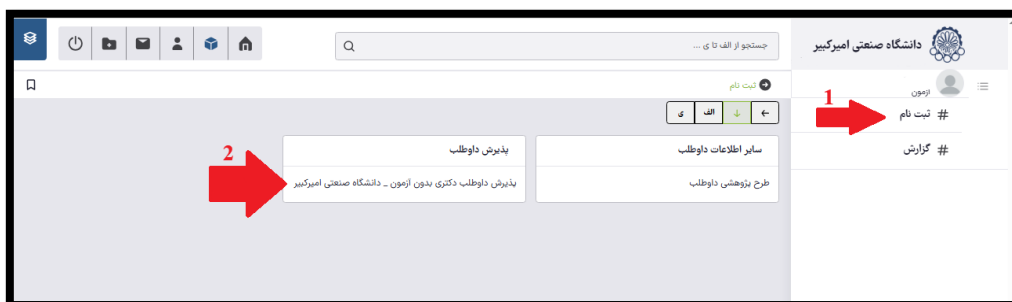 دانشگاه صنعتی امیرکبیر
جستجو از الف تا ی ...
آزمون
# ثبت نام
# گزارش
1
ثبت نام
الف
ی
سایر اطلاعات داوطلب
طرح پژوهشی داوطلب
پذیرش داوطلب
پذیرش داوطلب دکتری بدون آزمون _ دانشگاه صنعتی امیرکبیر
2